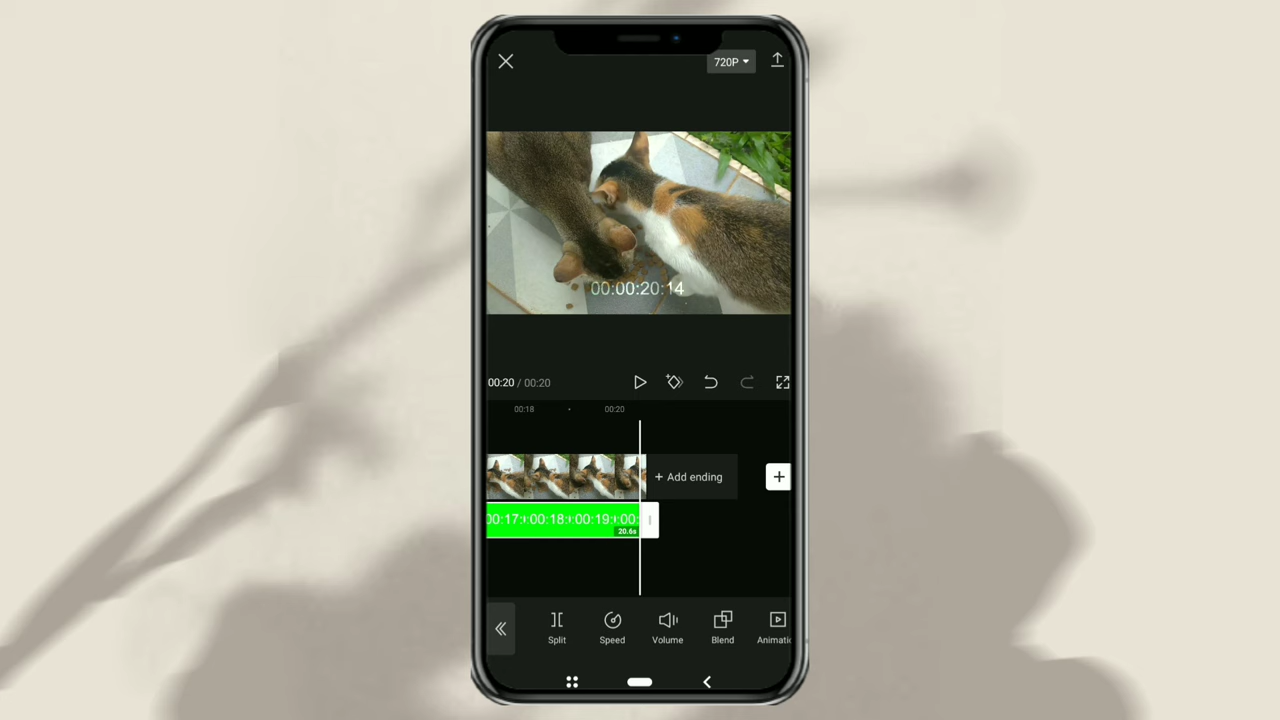 720P
00:00:20:14
00:20 / 00:20
00:18 00:20
+ Add ending
00:17 00:18 00:19 00:
20.6s
Split Speed Volume Blend Animatic